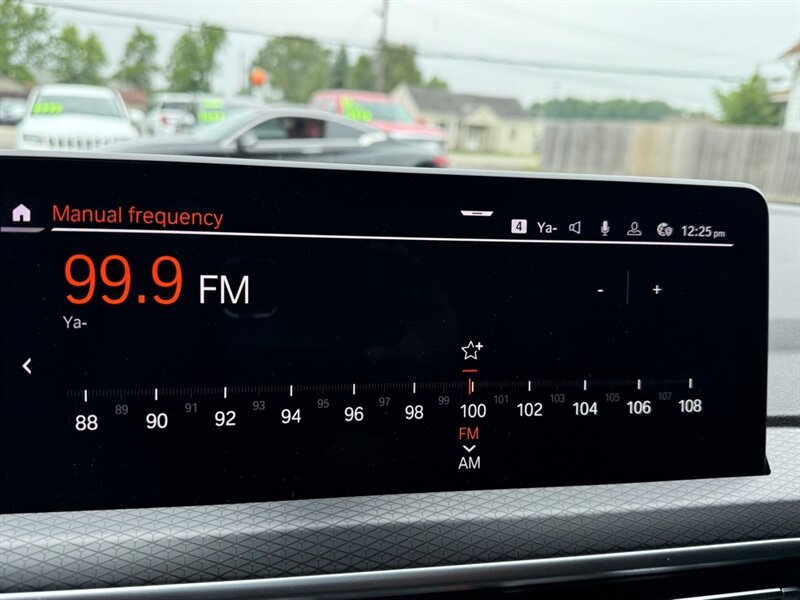 Manual frequency
4 Ya- 12:25 pm
99.9 FM
- +
Ya-
88 89 90 91 92 93 94 95 96 97 98 99 100 101 102 103 104 105 106 107 108
FM
AM